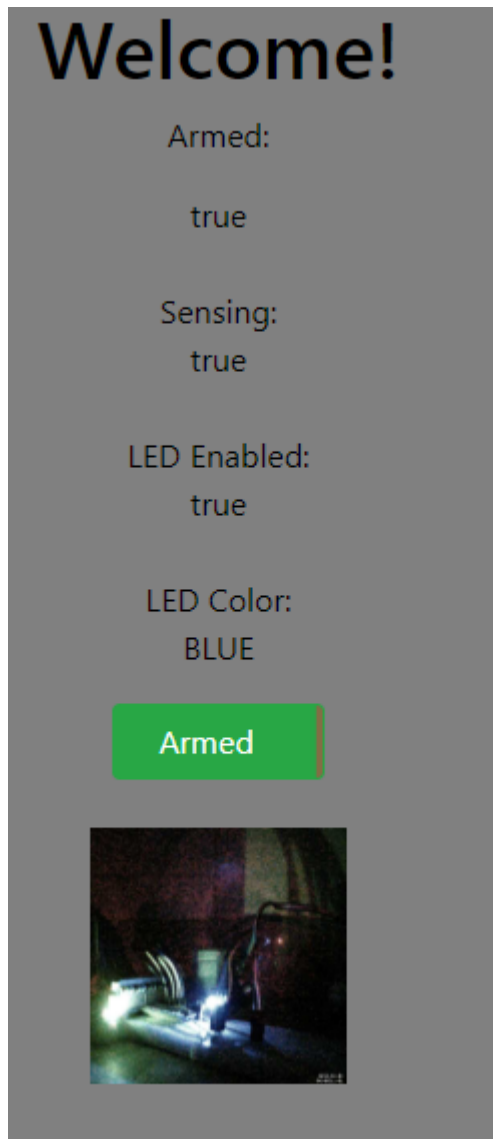 Welcome!
Armed:
true
Sensing:
true
LED Enabled:
true
LED Color:
BLUE
Armed